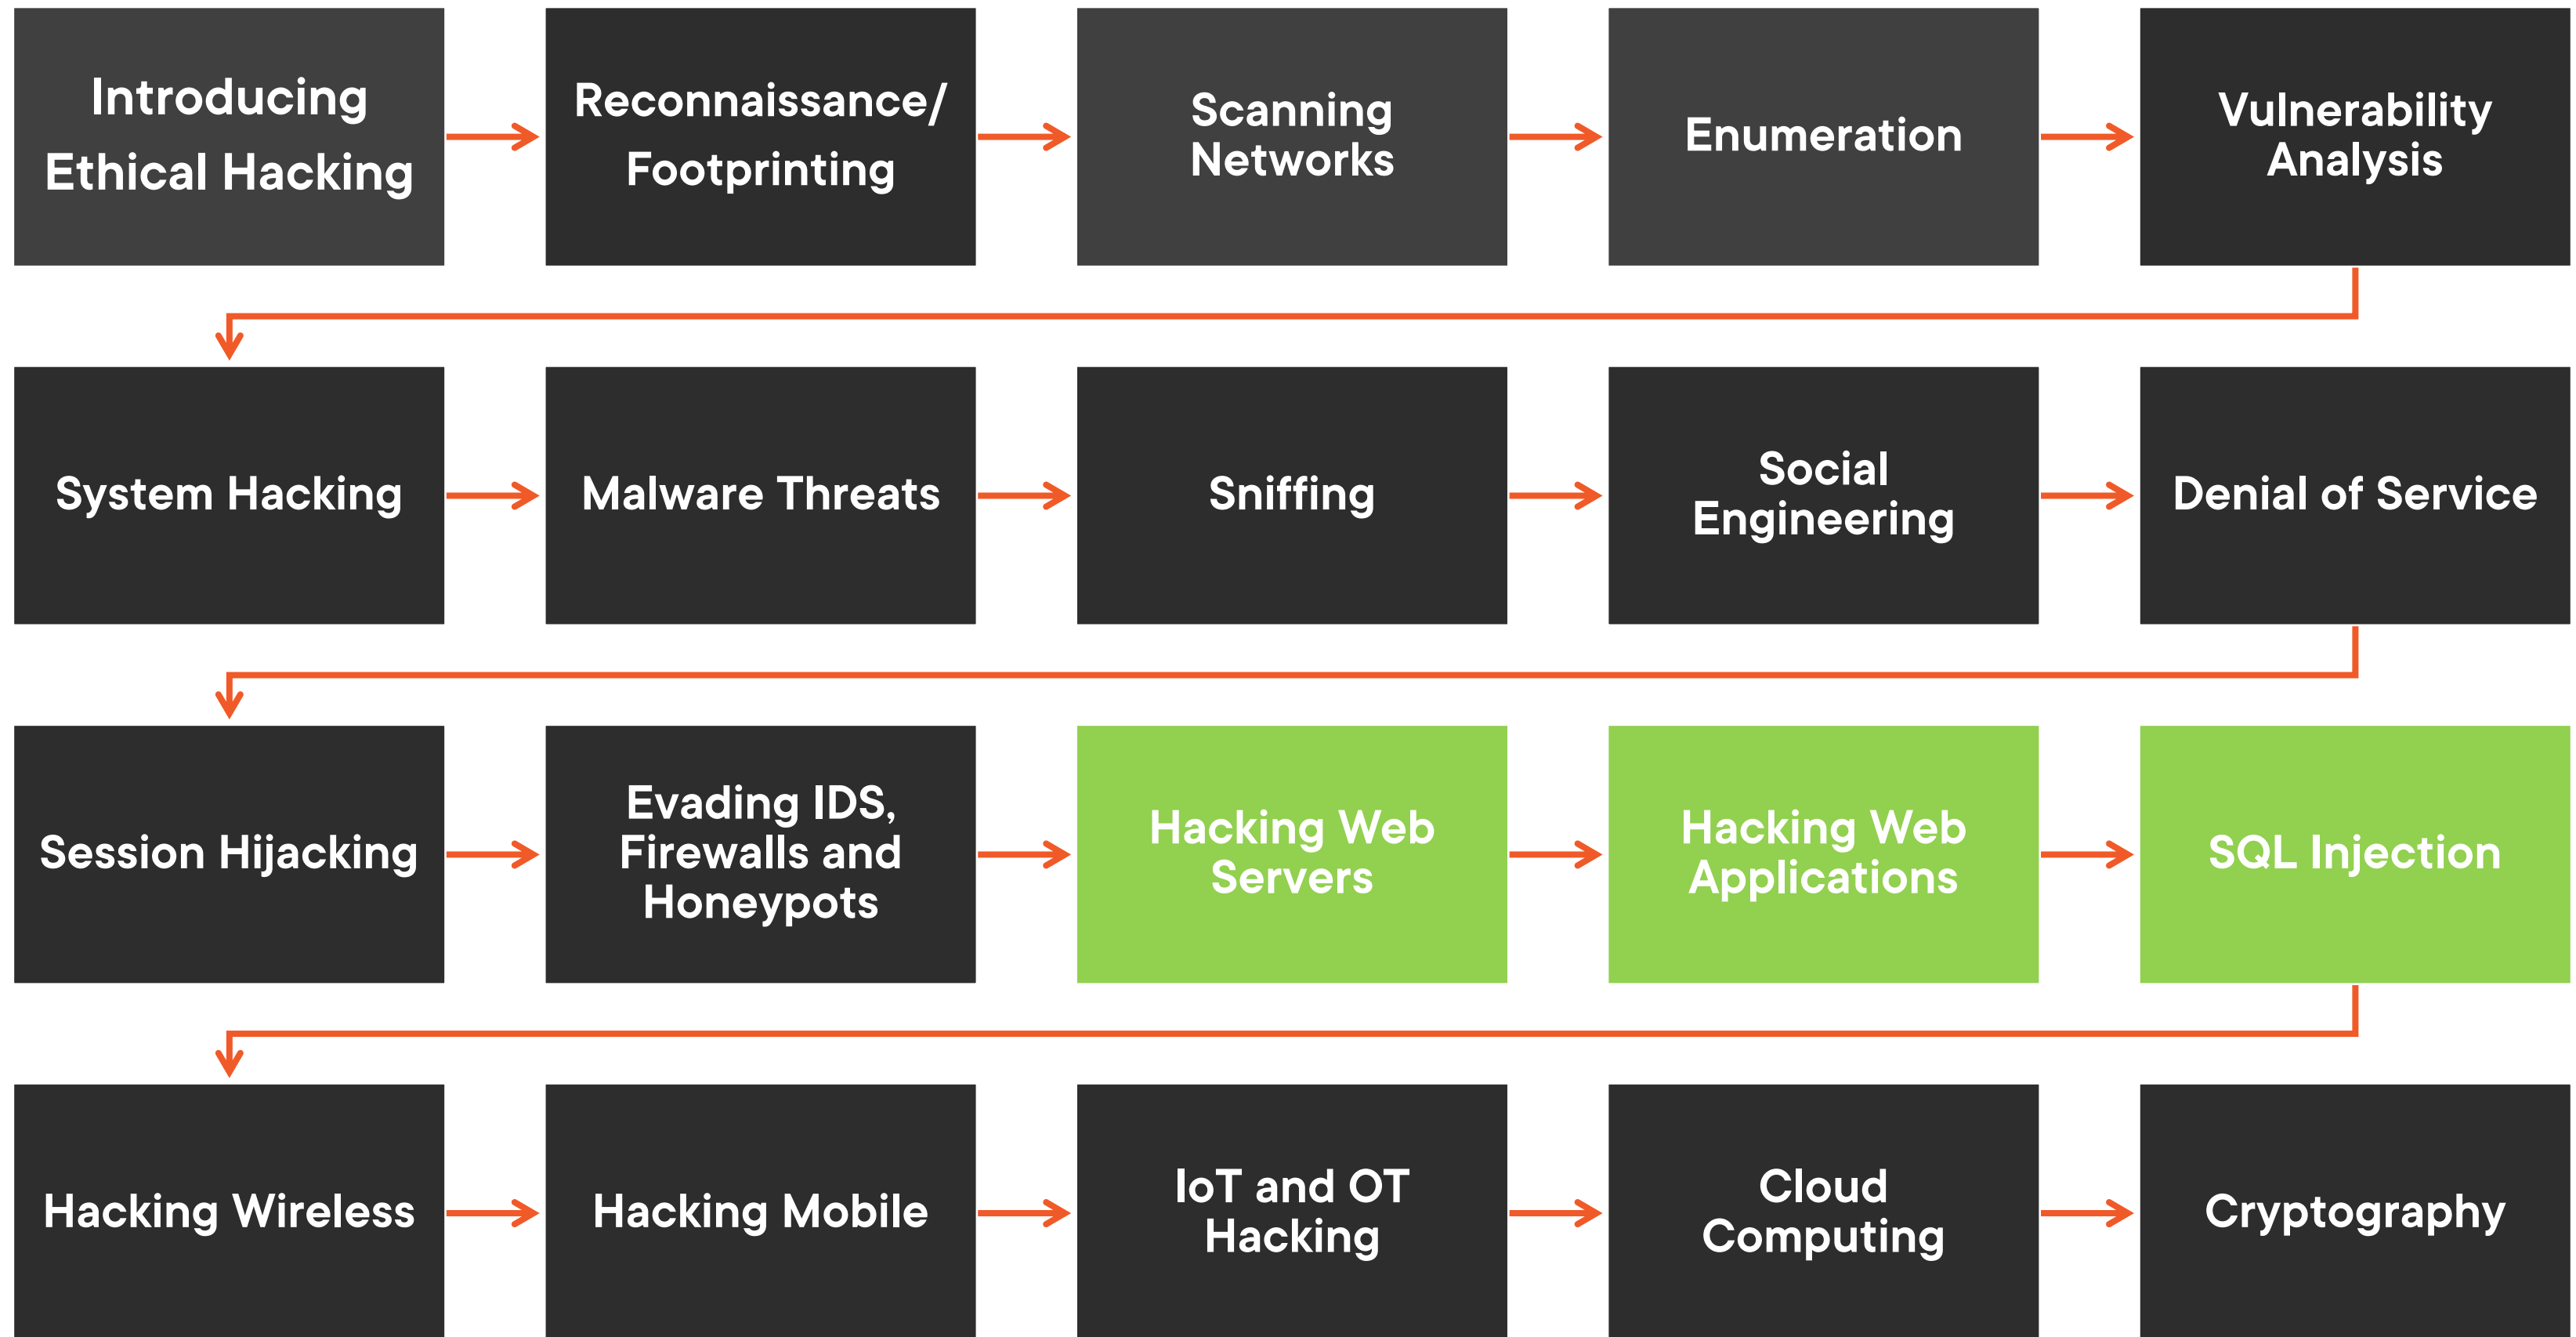 Introducing
Ethical Hacking
Reconnaissance/
Footprinting
Scanning
Networks
Enumeration
Vulnerability
Analysis
System Hacking
Malware Threats
Sniffing
Social
Engineering
Denial of Service
Session Hijacking
Evading IDS,
Firewalls and
Honeypots
Hacking Web
Servers
Hacking Web
Applications
SQL Injection
Hacking Wireless
Hacking Mobile
IoT and OT
Hacking
Cloud
Computing
Cryptography